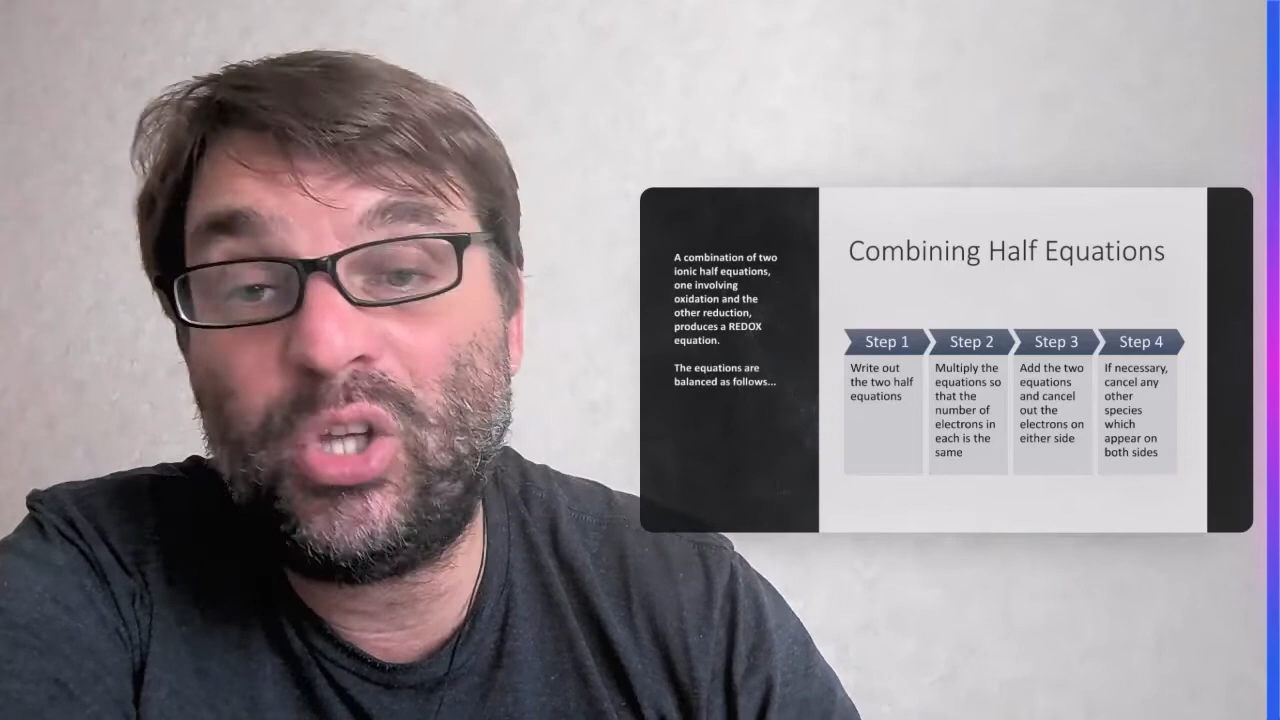 A combination of two
ionic half equations,
one involving
oxidation and the
other reduction,
produces a REDOX
equation.
The equations are
balanced as follows...
Combining Half Equations
Step 1
Write out
the two half
equations
Step 2
Multiply the
equations so
that the
number of
electrons in
each is the
same
Step 3
Add the two
equations
and cancel
out the
electrons on
either side
Step 4
If necessary,
cancel any
other
species
which
appear on
both sides